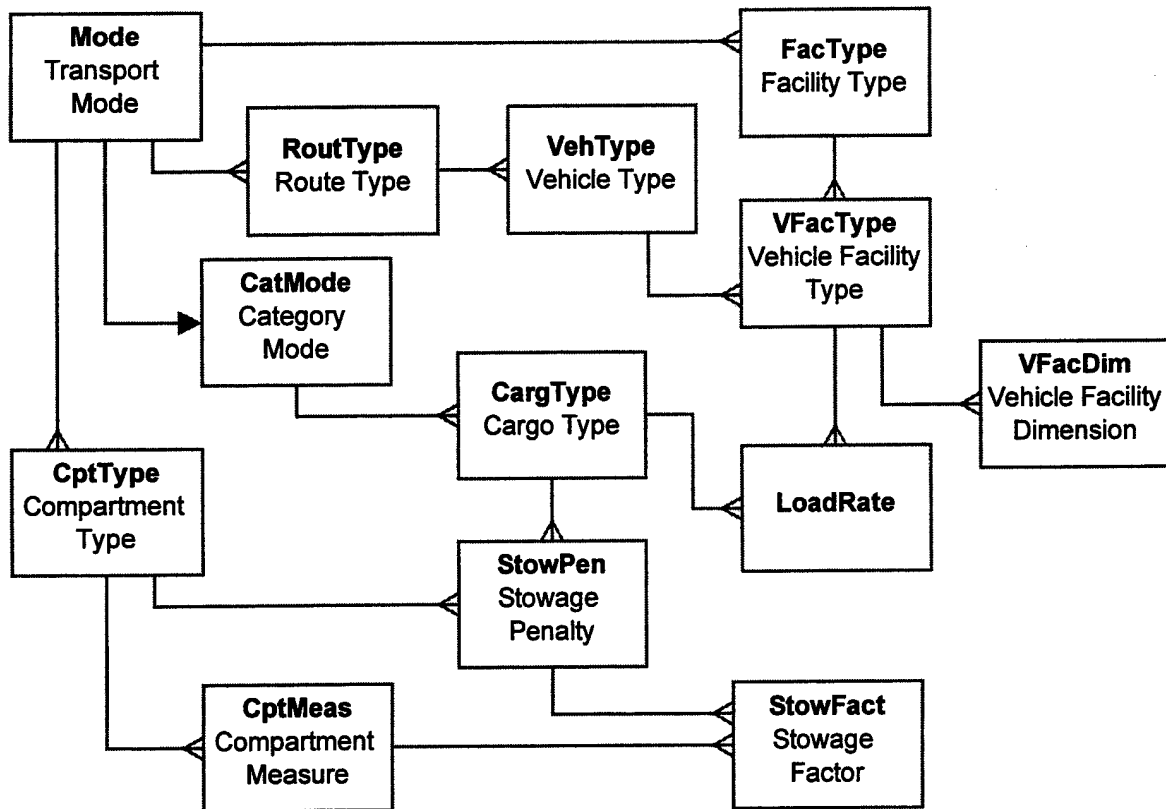 Mode
Transport
Mode
FacType
Facility Type
RoutType
Route Type
VehType
Vehicle Type
VFacType
Vehicle Facility
Type
CatMode
Category
Mode
VFacDim
Vehicle Facility
Dimension
CargType
Cargo Type
CptType
Compartment
Type
LoadRate
StowPen
Stowage
Penalty
CptMeas
Compartment
Measure
StowFact
Stowage
Factor